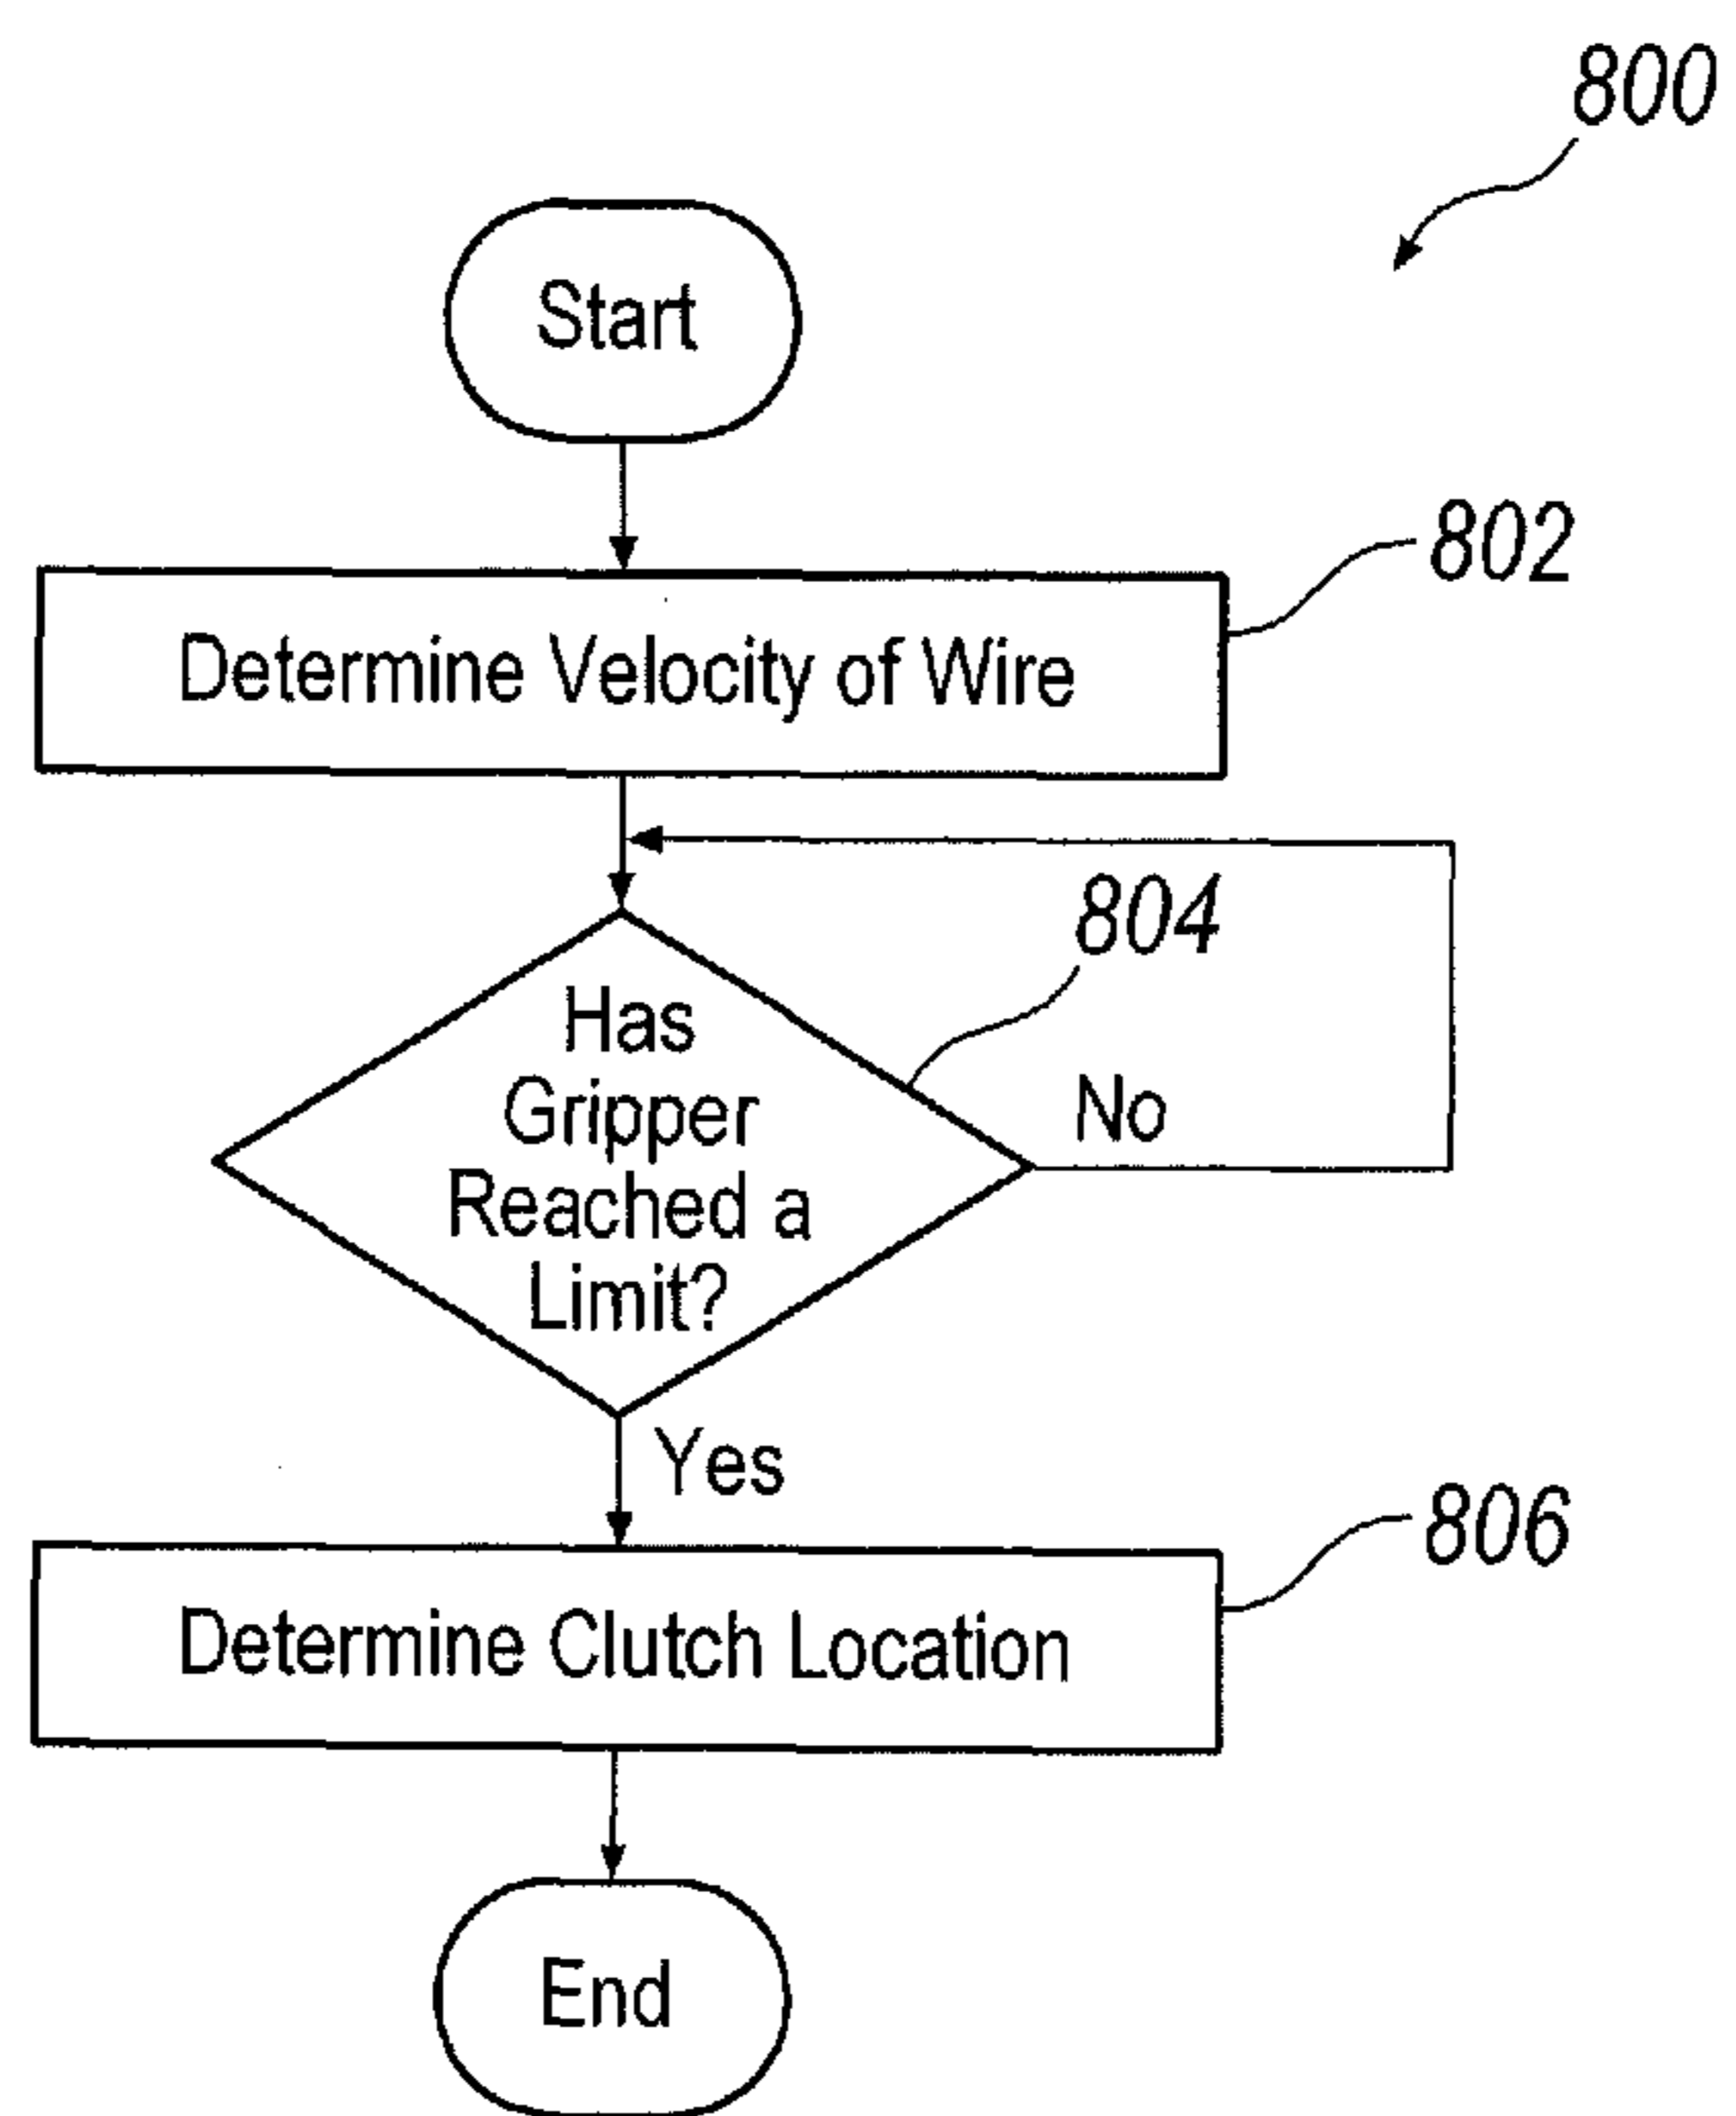 800
Start
802
Determine Velocity of Wire
804
Has
Gripper
Reached a
Limit?
No
Yes
806
Determine Clutch Location
End